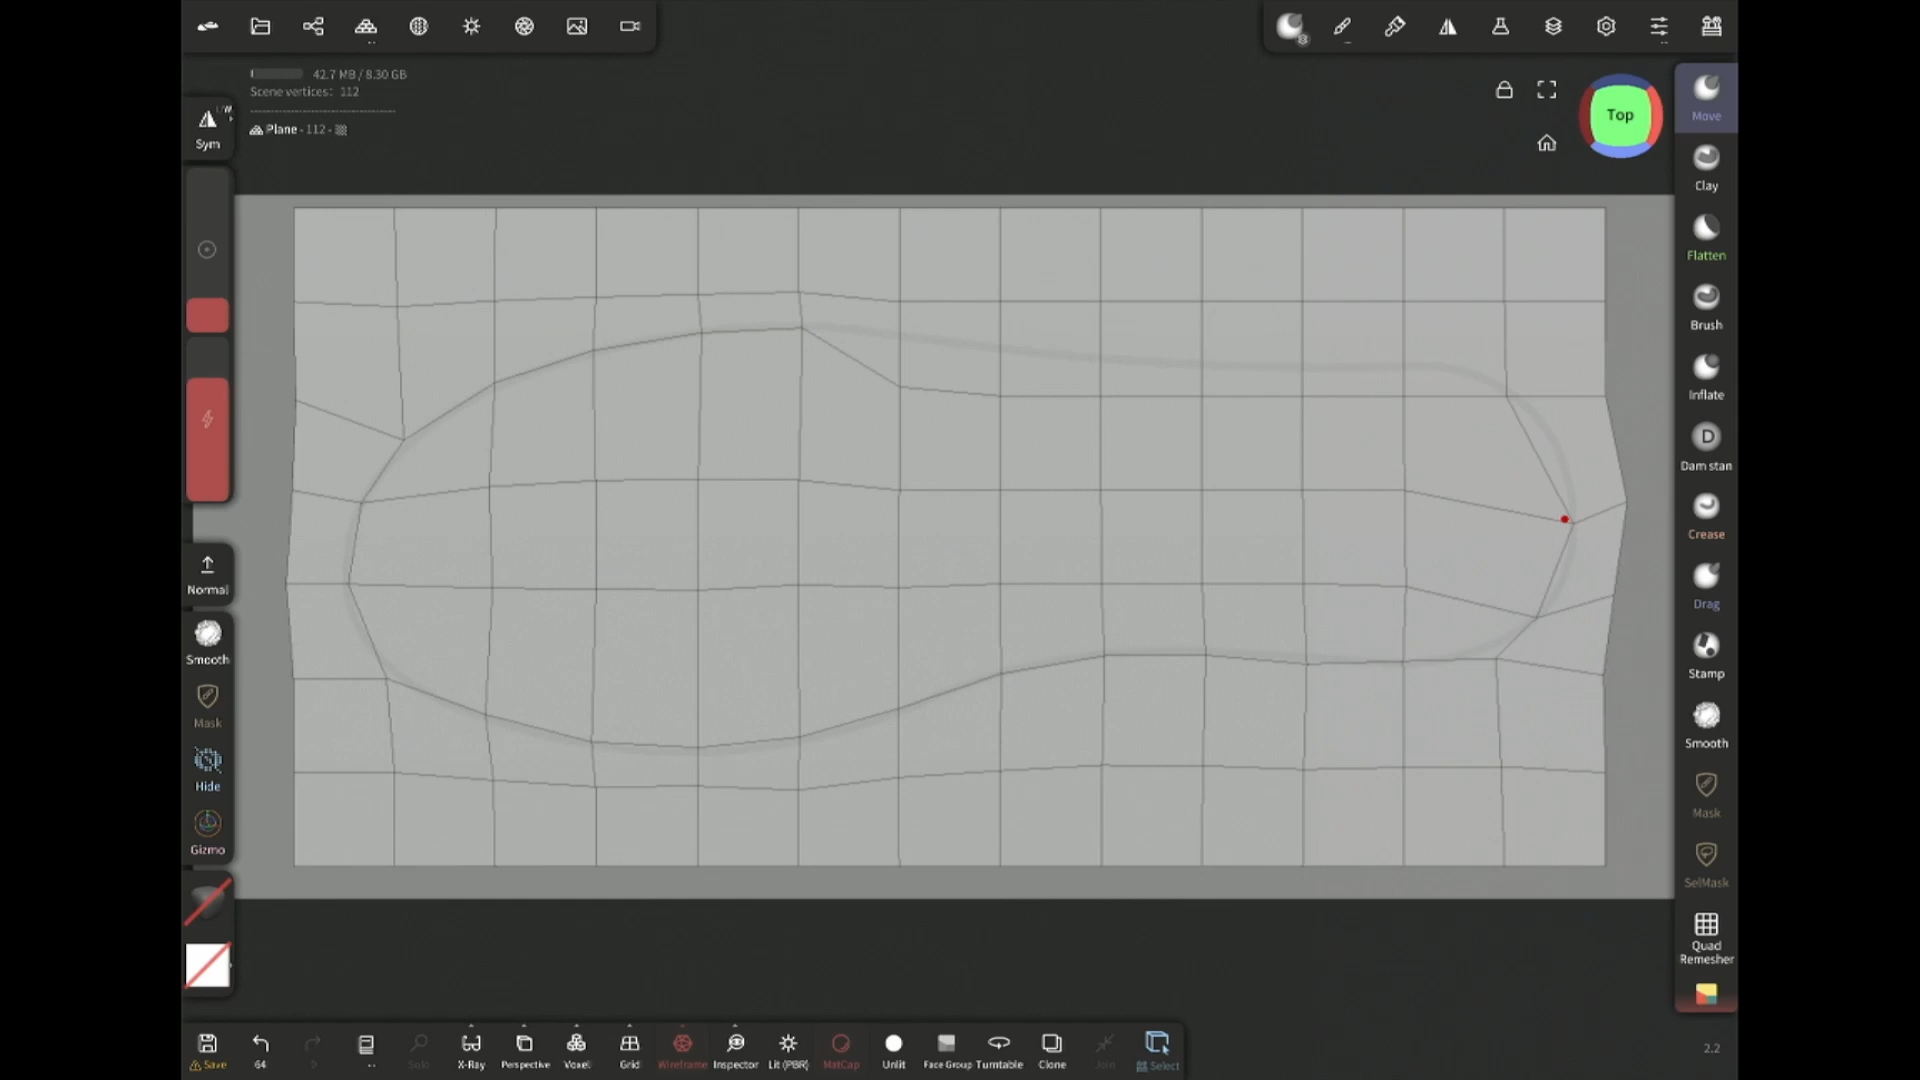 42.7 MB / 8.30 GB
Scene vertices: 112
Plane - 112 -
Sym
Top
Move
Clay
Flatten
Brush
Inflate
D
Dam stan
Crease
Drag
Stamp
Smooth
Mask
SelMask
Quad
Remesher
Normal
Smooth
Mask
Hide
Gizmo
Save
64
Solo
X-Ray
Perspective
Voxel
Grid
Wireframe
Inspector
Lit (PBR)
MatCap
Unlit
Face Group
Turntable
Clone
Join
Select
2.2